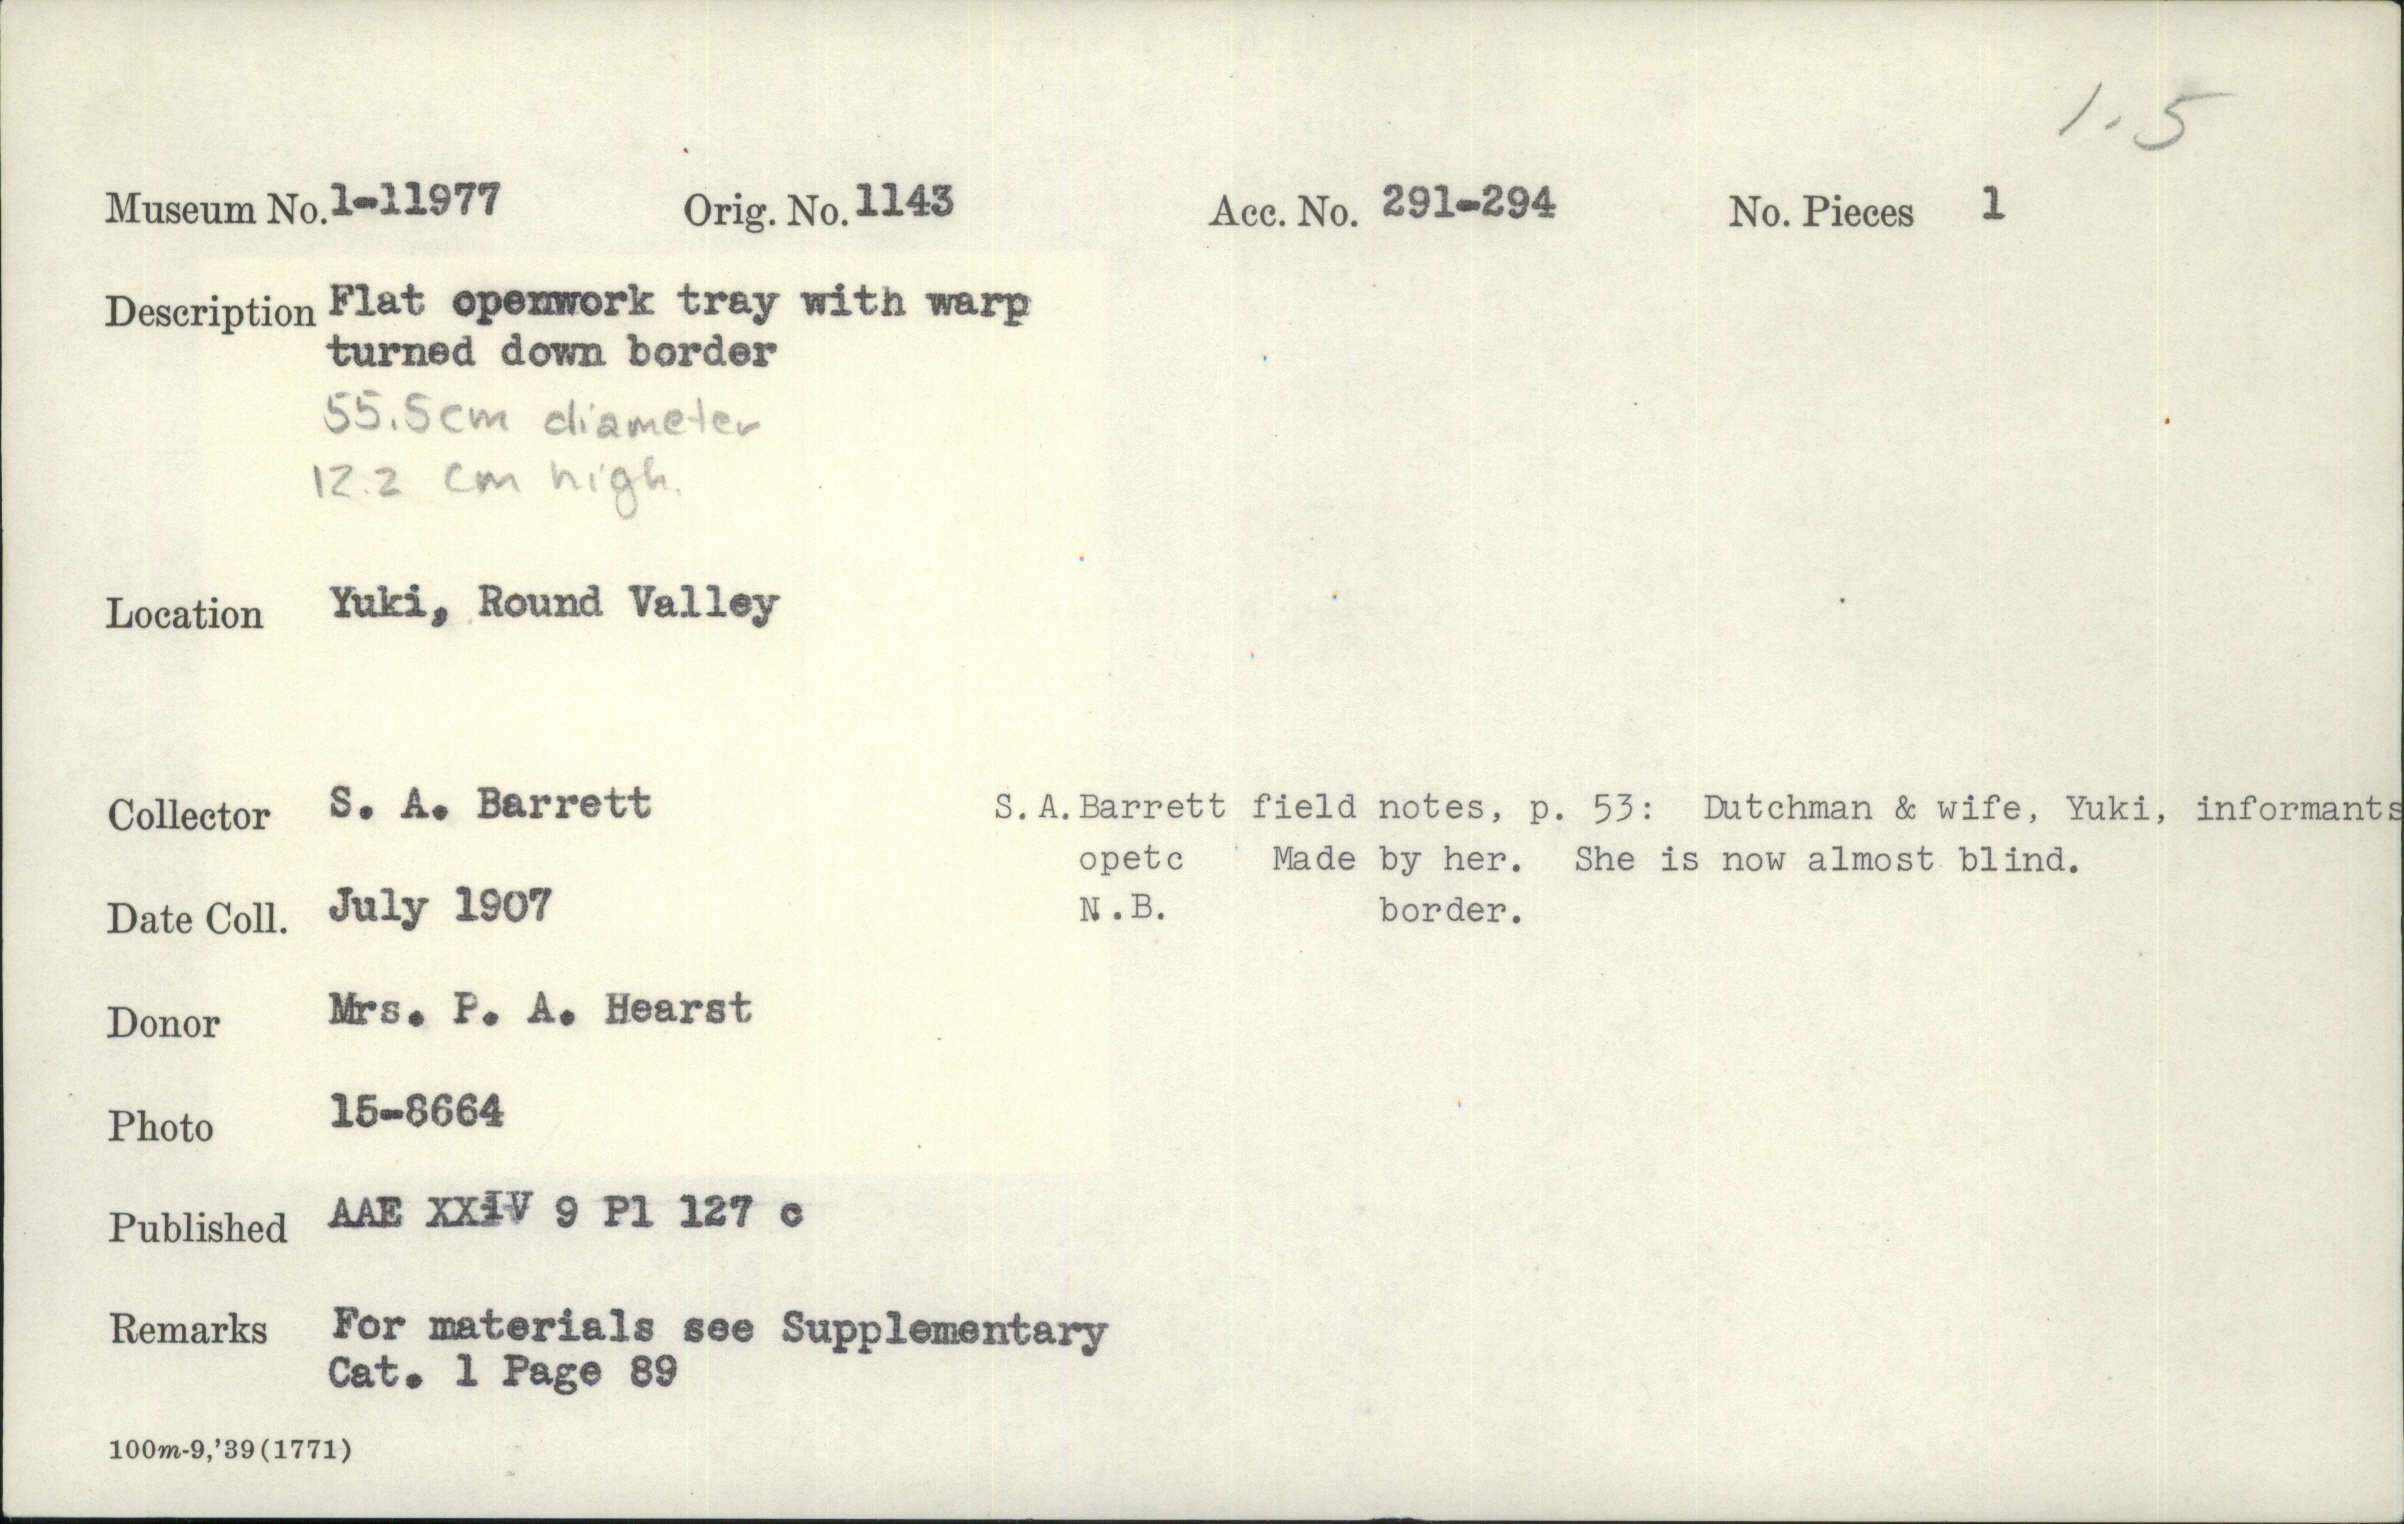 1.5
Museum No. 1-11977 Orig. No. 1143 Acc. No. 291-294 No. Pieces 1
Description Flat openwork tray with warp
turned down border
55.5cm diameter
12.2 cm high.
Location Yuki, Round Valley
Collector S. A. Barrett
S.A.Barrett field notes, p. 53: Dutchman & wife, Yuki, informants
opetc Made by her. She is now almost blind.
N.B. border.
Date Coll. July 1907
Donor Mrs. P. A. Hearst
Photo 15-8664
Published AAE XXIV 9 Pl 127 c
Remarks For materials see Supplementary
Cat. 1 Page 89
100m-9,'39(1771)